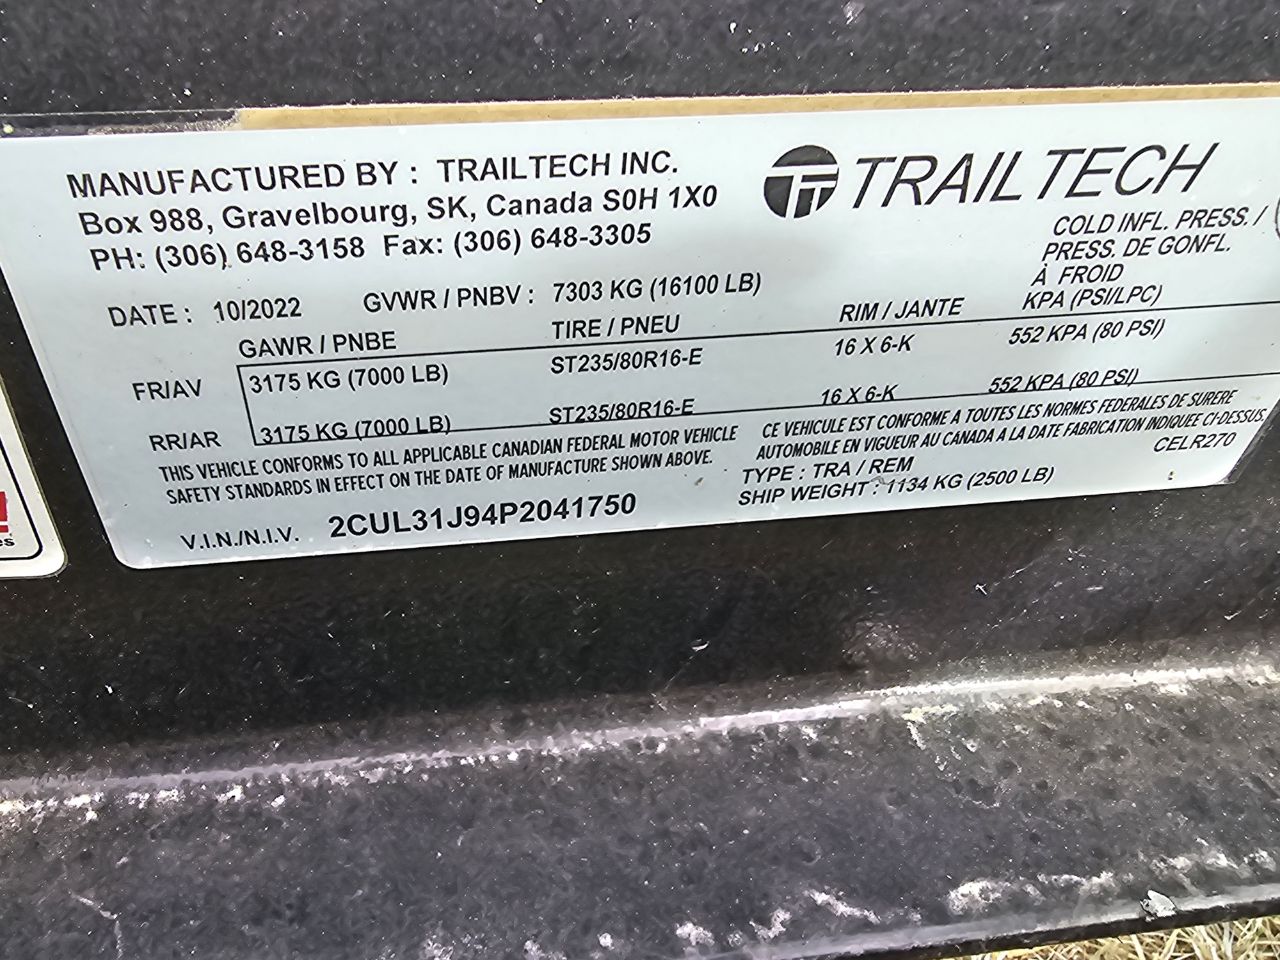 MANUFACTURED BY : TRAILTECH INC.
Box 988, Gravelbourg, SK, Canada S0H 1X0
PH: (306) 648-3158 Fax: (306) 648-3305
TRAILTECH
COLD INFL. PRESS. /
PRESS. DE GONFL.
À FROID
KPA (PSI/LPC)
DATE : 10/2022 GVWR / PNBV : 7303 KG (16100 LB)
GAWR / PNBE TIRE / PNEU RIM / JANTE
FR/AV 3175 KG (7000 LB) ST235/80R16-E 16 X 6-K 552 KPA (80 PSI)
RR/AR 3175 KG (7000 LB) ST235/80R16-E 16 X 6-K 552 KPA (80 PSI)
THIS VEHICLE CONFORMS TO ALL APPLICABLE CANADIAN FEDERAL MOTOR VEHICLE
SAFETY STANDARDS IN EFFECT ON THE DATE OF MANUFACTURE SHOWN ABOVE.
CE VEHICULE EST CONFORME A TOUTES LES NORMES FEDERALES DE SURERE
AUTOMOBILE EN VIGUEUR AU CANADA A LA DATE FABRICATION INDIQUEE CI-DESSUS
CELR270
TYPE : TRA / REM
SHIP WEIGHT : 1134 KG (2500 LB)
V.I.N./N.I.V. 2CUL31J94P2041750